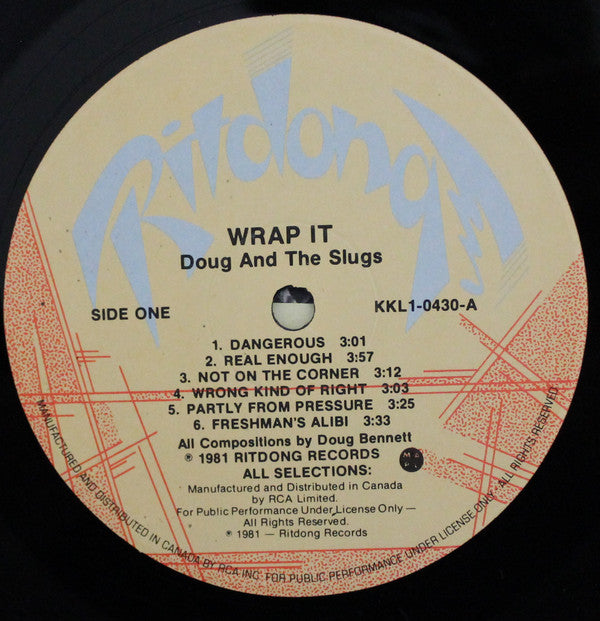 Ritdong
WRAP IT
Doug And The Slugs
SIDE ONE
KKL1-0430-A
1. DANGEROUS 3:01
2. REAL ENOUGH 3:57
3. NOT ON THE CORNER 3:12
4. WRONG KIND OF RIGHT 3:03
5. PARTLY FROM PRESSURE 3:25
6. FRESHMAN'S ALIBI 3:33
All Compositions by Doug Bennett
℗ 1981 RITDONG RECORDS
MAPL
ALL SELECTIONS:
Manufactured and Distributed in Canada
by RCA Limited.
For Public Performance Under License Only —
All Rights Reserved.
℗ 1981 — Ritdong Records
MANUFACTURED AND DISTRIBUTED IN CANADA BY RCA INC. FOR PUBLIC PERFORMANCE UNDER LICENSE ONLY - ALL RIGHTS RESERVED.